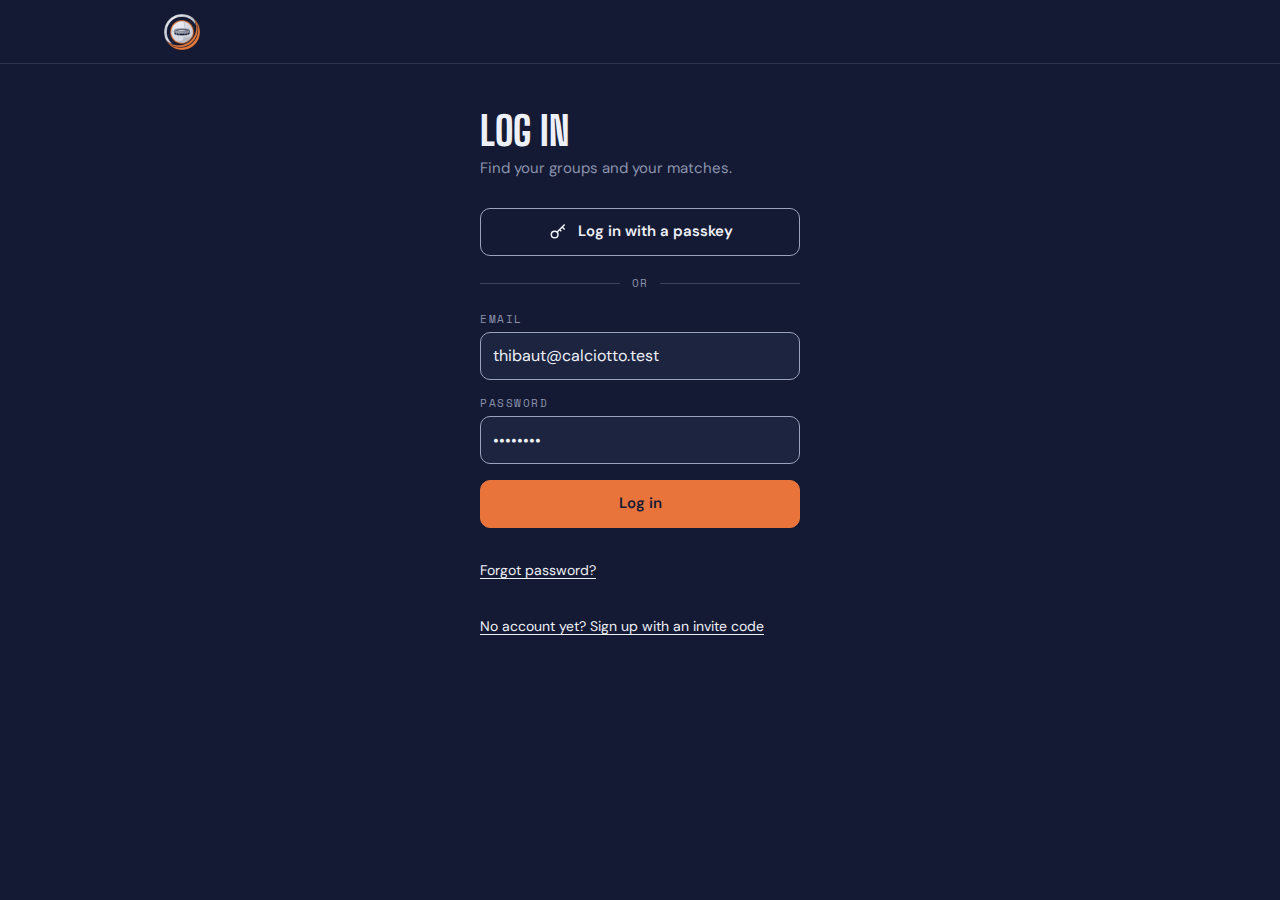 LOG IN
Find your groups and your matches.
Log in with a passkey
OR
EMAIL
thibaut@calciotto.test
PASSWORD
••••••••
Log in
Forgot password?
No account yet? Sign up with an invite code